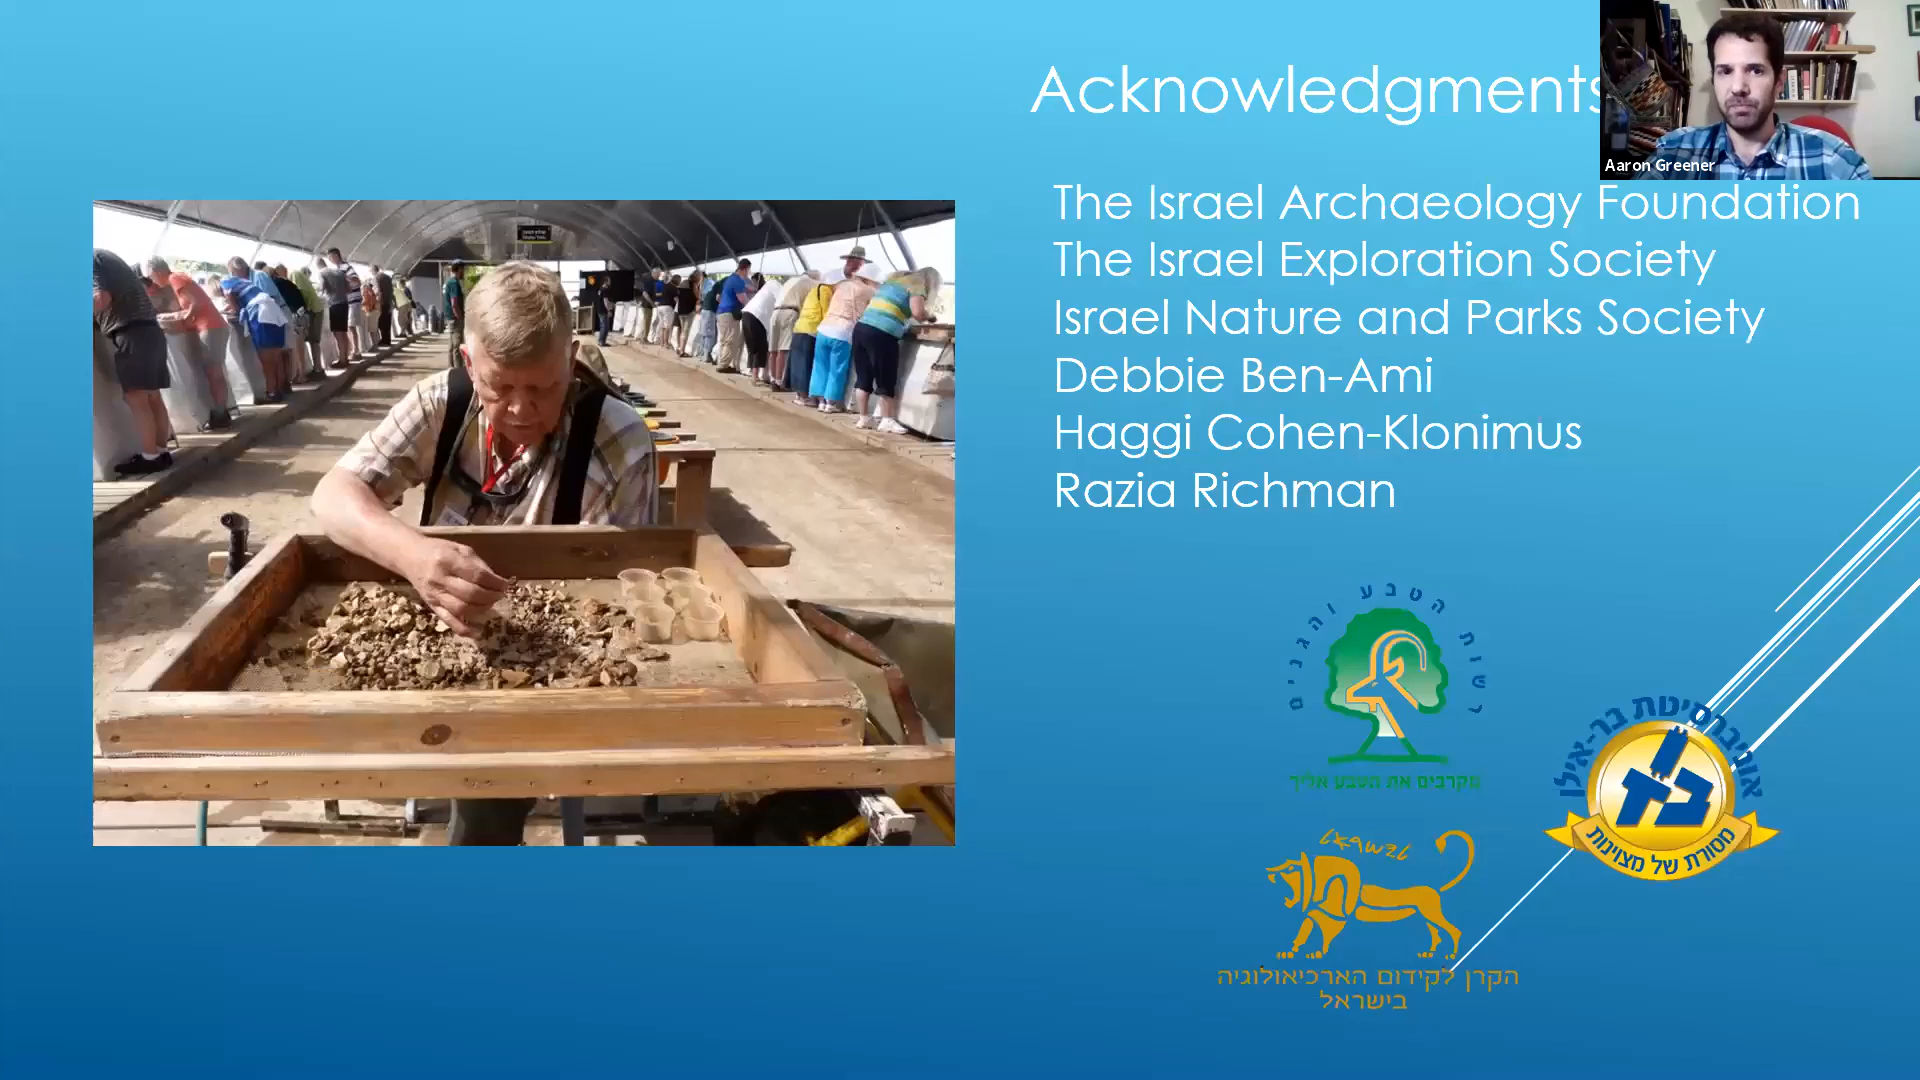 Acknowledgments
Aaron Greener
The Israel Archaeology Foundation
The Israel Exploration Society
Israel Nature and Parks Society
Debbie Ben-Ami
Haggi Cohen-Klonimus
Razia Richman
רשות הטבע והגנים
מקרבים את הטבע אליך
אוניברסיטת בר-אילן
מסורת של מצוינות
הקרן לקידום הארכיאולוגיה
בישראל